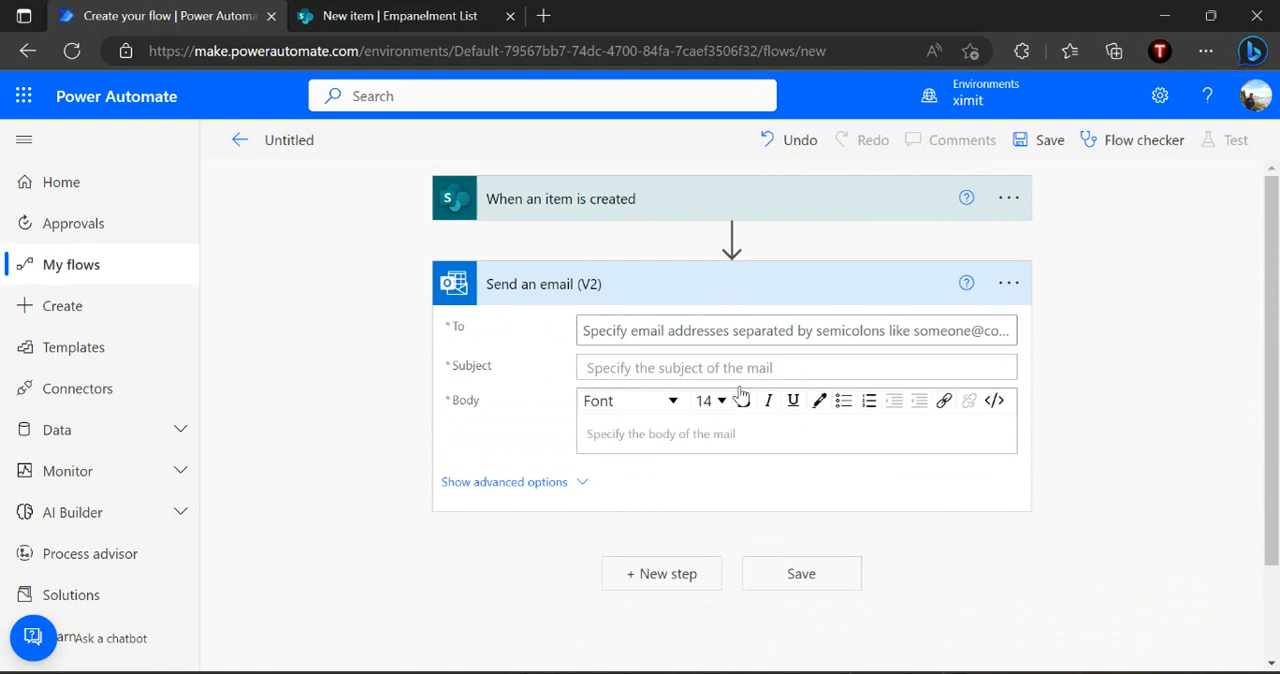 Create your flow | Power Automa
New item | Empanelment List
https://make.powerautomate.com/environments/Default-79567bb7-74dc-4700-84fa-7caef3506f32/flows/new
T
Power Automate
Search
Environments
ximit
Untitled
Undo
Redo
Comments
Save
Flow checker
Test
Home
Approvals
My flows
Create
Templates
Connectors
Data
Monitor
AI Builder
Process advisor
Solutions
arn
Ask a chatbot
When an item is created
Send an email (V2)
* To
Specify email addresses separated by semicolons like someone@co...
* Subject
Specify the subject of the mail
* Body
Font
14
Specify the body of the mail
Show advanced options
+ New step
Save